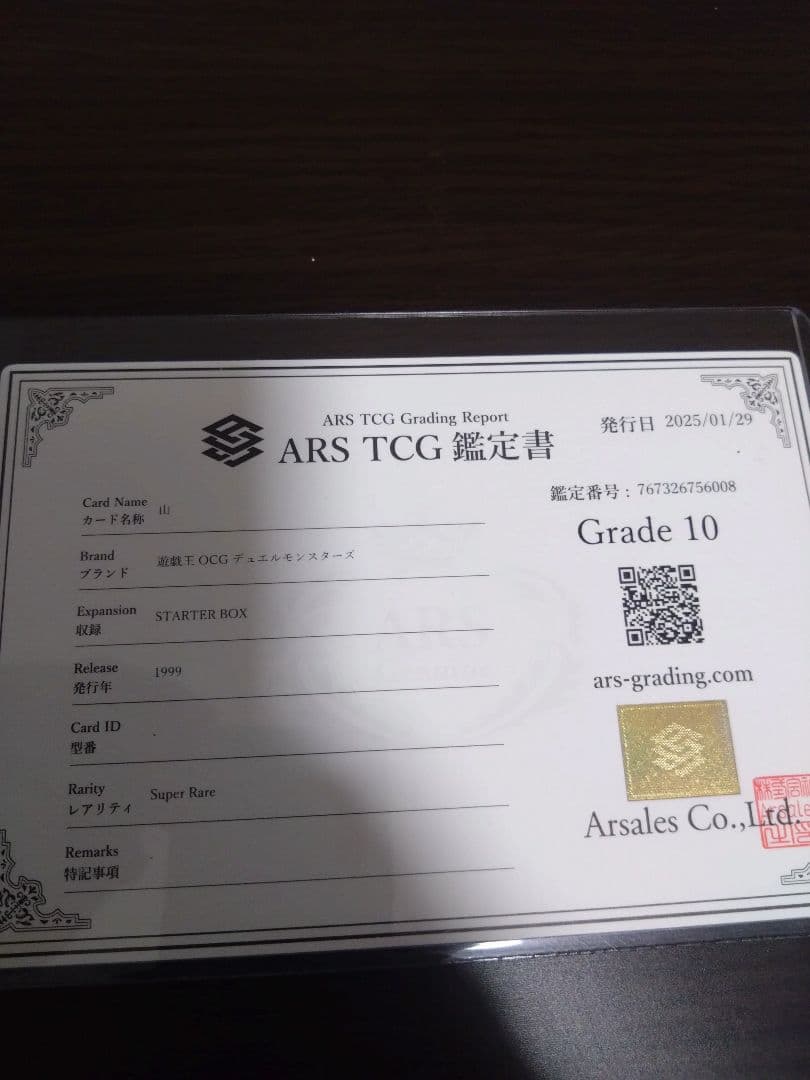 ARS TCG Grading Report
ARS TCG 鑑定書
発行日 2025/01/29
鑑定番号：767326756008
Grade 10
ars-grading.com
Arsales Co.,Ltd.
Card Name
カード名称
山
Brand
ブランド
遊戯王 OCG デュエルモンスターズ
Expansion
収録
STARTER BOX
Release
発行年
1999
Card ID
型番
Rarity
レアリティ
Super Rare
Remarks
特記事項